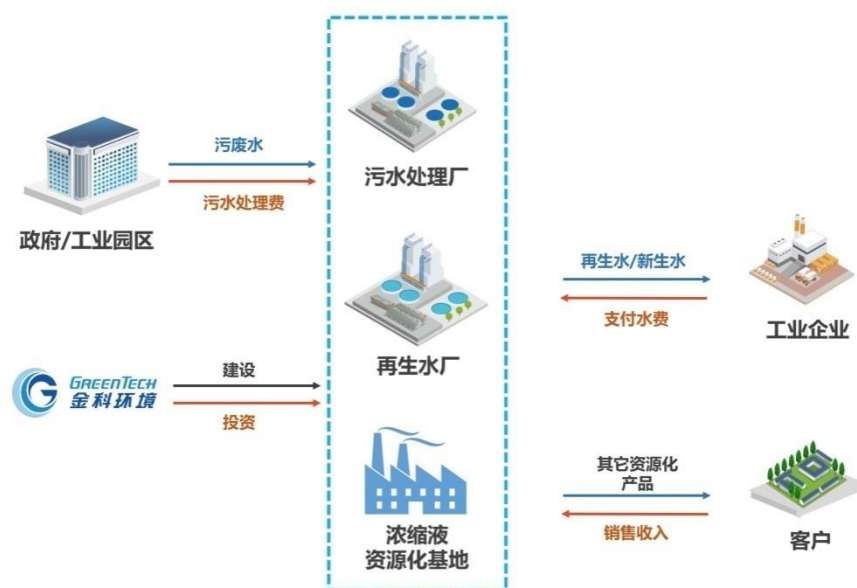 污废水
污水处理费
政府/工业园区
GREENTECH
金科环境
建设
投资
污水处理厂
再生水厂
浓缩液
资源化基地
再生水/新生水
支付水费
工业企业
其它资源化
产品
销售收入
客户